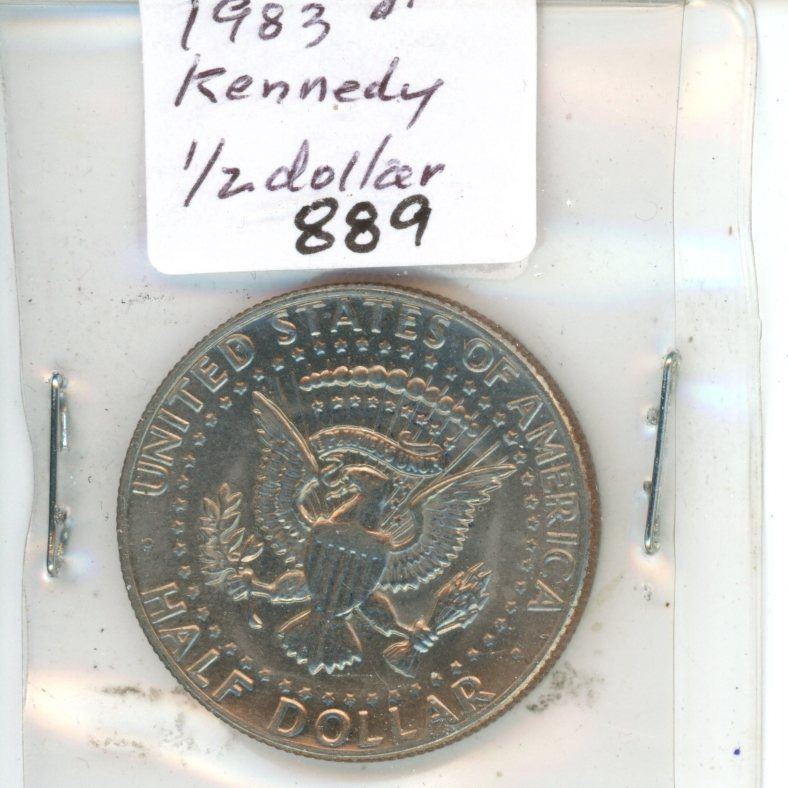 1983
Kennedy
1/2 dollar
889
UNITED STATES OF AMERICA
HALF DOLLAR